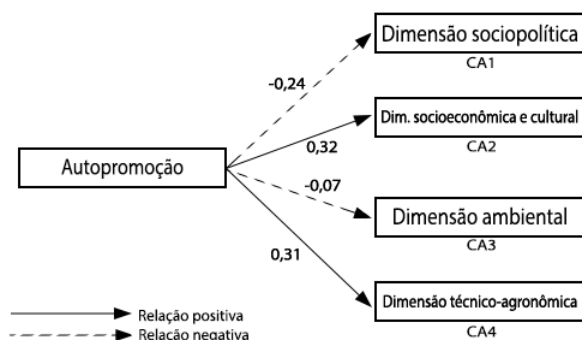 Dimensão sociopolítica
CA1
-0,24
Dim. socioeconômica e cultural
0,32
CA2
Autopromoção
-0,07
Dimensão ambiental
CA3
0,31
Dimensão técnico-agronômica
CA4
Relação positiva
Relação negativa